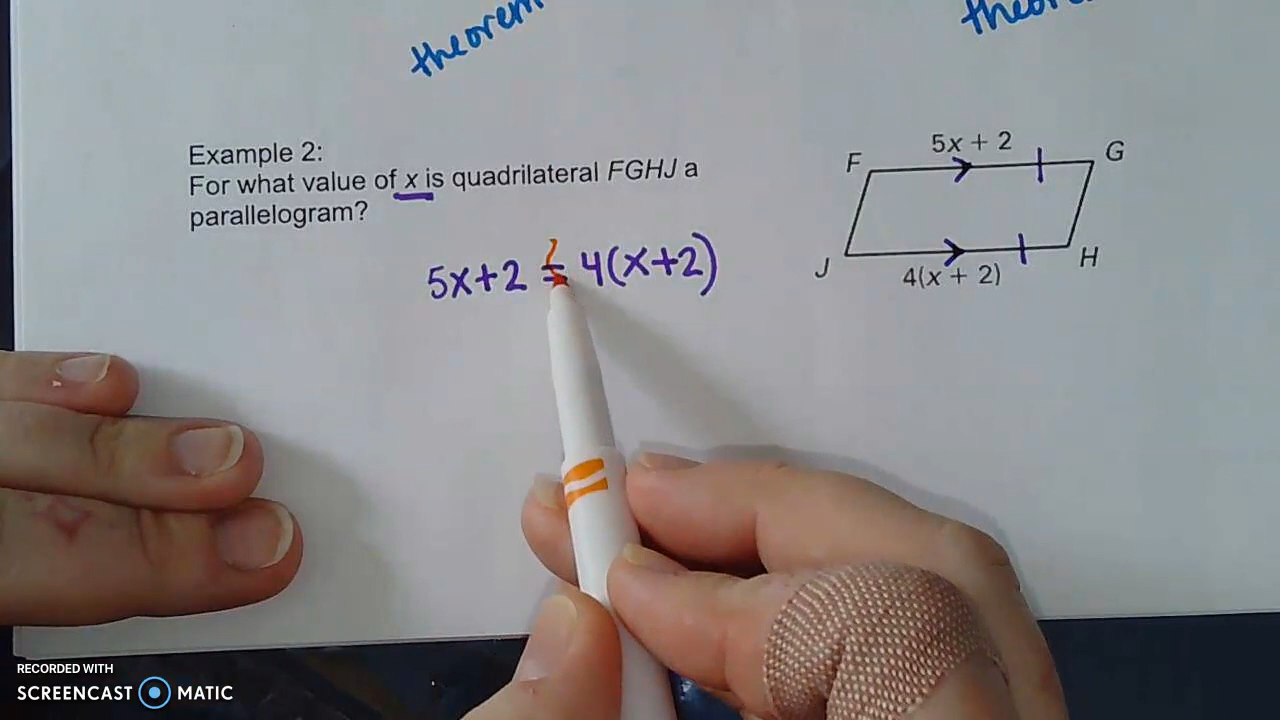 theorem
theorem
Example 2:
For what value of x is quadrilateral FGHJ a
parallelogram?
5x+2 = 4(x+2)
5x + 2
F
G
J
H
4(x + 2)
RECORDED WITH
SCREENCAST MATIC